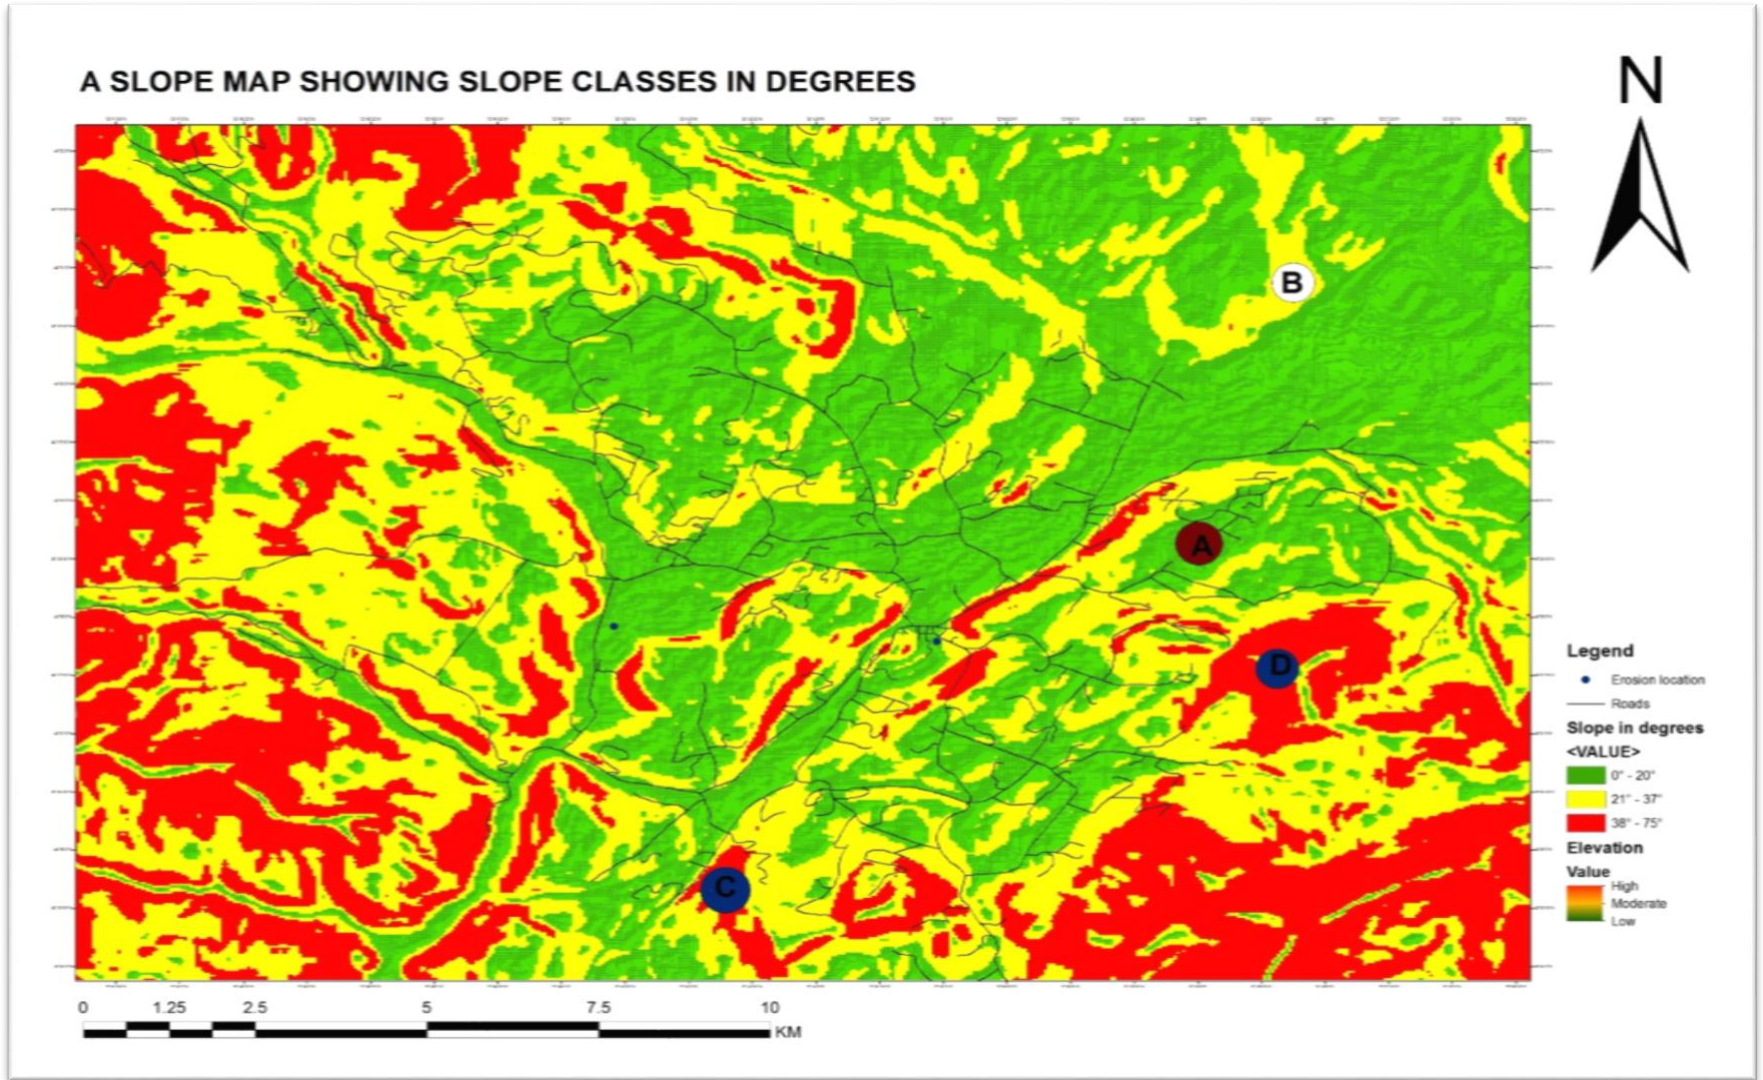 A SLOPE MAP SHOWING SLOPE CLASSES IN DEGREES
N
B
A
D
C
Legend
Erosion location
Roads
Slope in degrees
<VALUE>
0° - 20°
21° - 37°
38° - 75°
Elevation
Value
High
Moderate
Low
0 1.25 2.5 5 7.5 10
KM